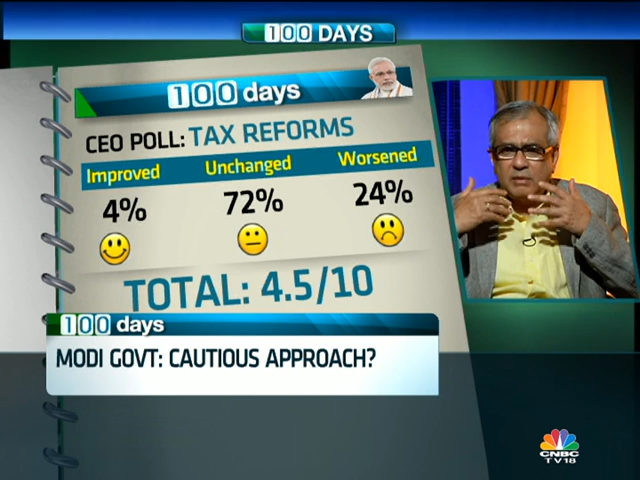 100 DAYS
100 days
CEO POLL: TAX REFORMS
Improved Unchanged Worsened
4% 72% 24%
TOTAL: 4.5/10
100 days
MODI GOVT: CAUTIOUS APPROACH?
CNBC
TV18